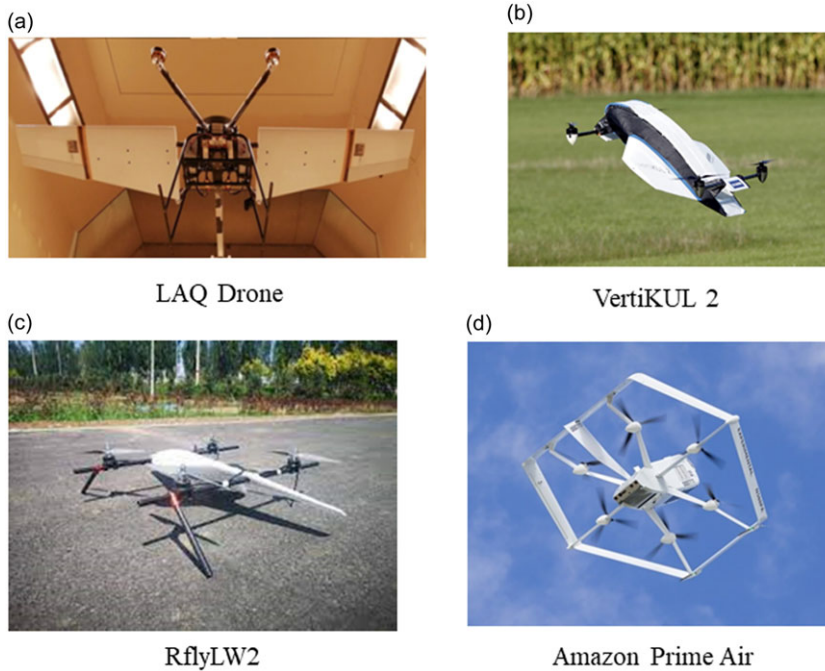 (a)
(b)
LAQ Drone
VertiKUL 2
(c)
(d)
RflyLW2
Amazon Prime Air